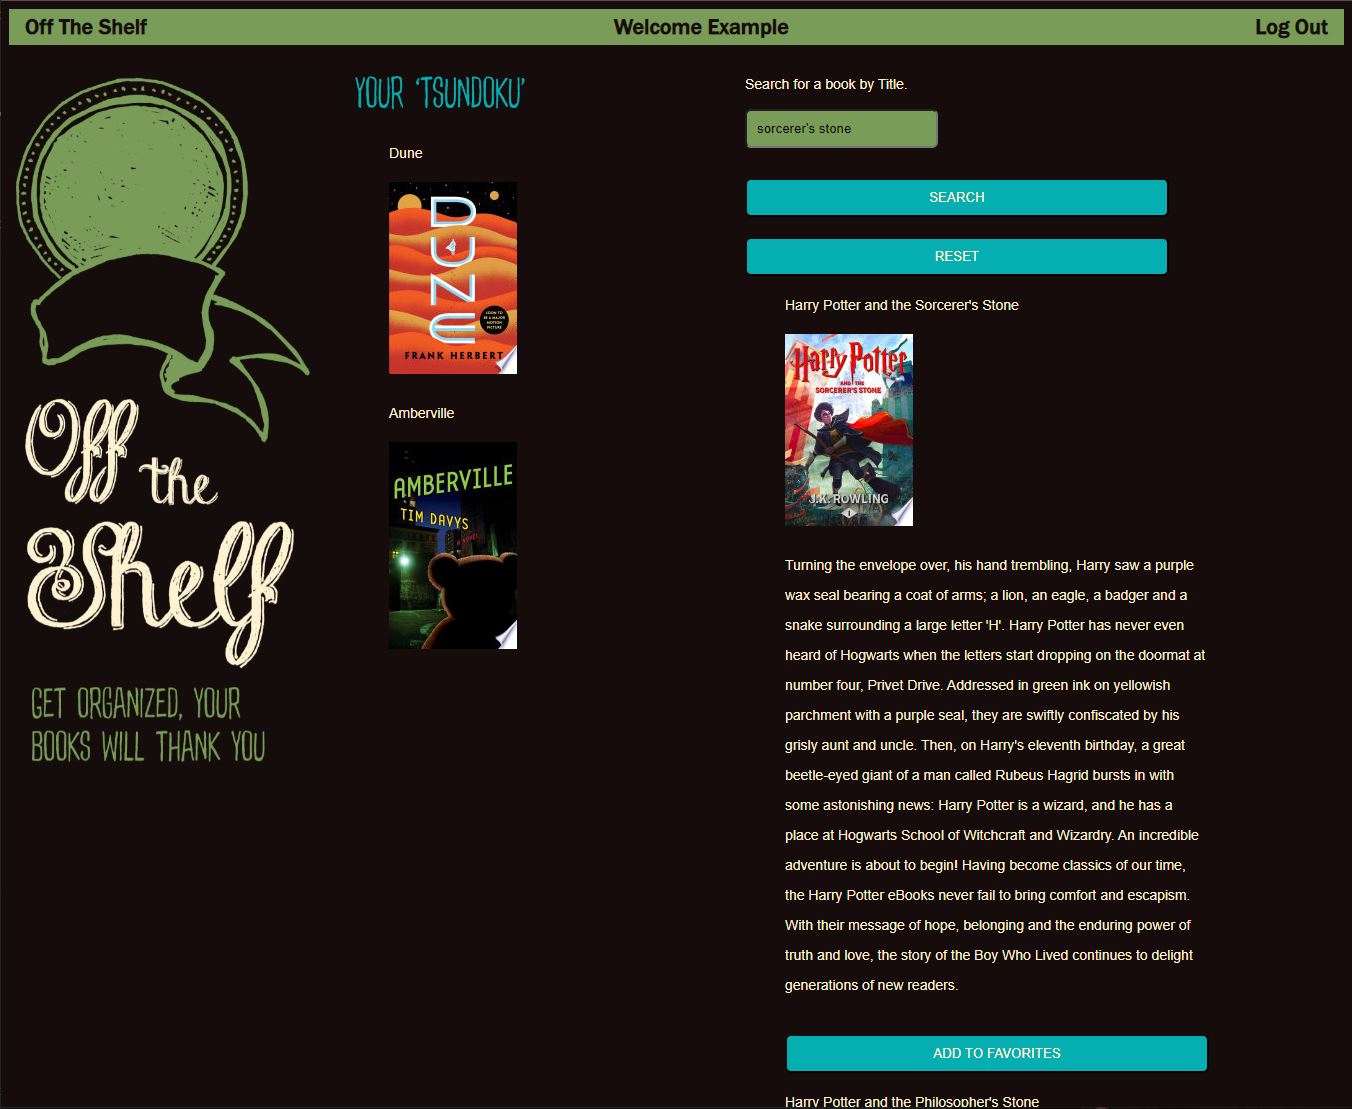 Off The Shelf
Welcome Example
Log Out
Off
the
Shelf
GET ORGANIZED, YOUR
BOOKS WILL THANK YOU
YOUR 'TSUNDOKU'
Dune
DUNE
LOOK TO
BE A MAJOR
MOTION
PICTURE
FRANK HERBERT
Amberville
AMBERVILLE
TIM DAVYS
A NOVEL
Search for a book by Title.
sorcerer's stone
SEARCH
RESET
Harry Potter and the Sorcerer's Stone
Harry Potter
AND THE
SORCERER'S STONE
J.K. ROWLING
1
Turning the envelope over, his hand trembling, Harry saw a purple
wax seal bearing a coat of arms; a lion, an eagle, a badger and a
snake surrounding a large letter 'H'. Harry Potter has never even
heard of Hogwarts when the letters start dropping on the doormat at
number four, Privet Drive. Addressed in green ink on yellowish
parchment with a purple seal, they are swiftly confiscated by his
grisly aunt and uncle. Then, on Harry's eleventh birthday, a great
beetle-eyed giant of a man called Rubeus Hagrid bursts in with
some astonishing news: Harry Potter is a wizard, and he has a
place at Hogwarts School of Witchcraft and Wizardry. An incredible
adventure is about to begin! Having become classics of our time,
the Harry Potter eBooks never fail to bring comfort and escapism.
With their message of hope, belonging and the enduring power of
truth and love, the story of the Boy Who Lived continues to delight
generations of new readers.
ADD TO FAVORITES
Harry Potter and the Philosopher's Stone